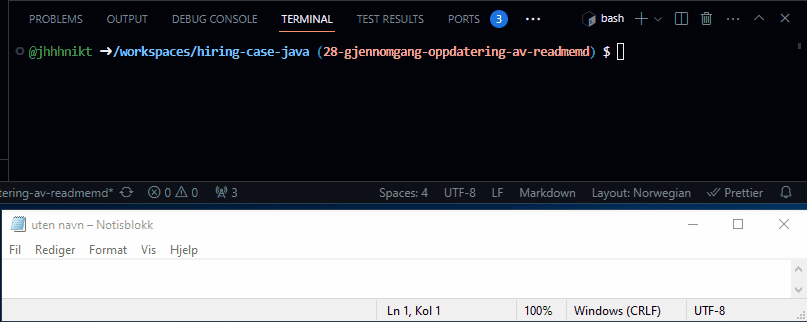 PROBLEMS OUTPUT DEBUG CONSOLE TERMINAL TEST RESULTS PORTS 3 ··· bash
@jhhhnikt ➜/workspaces/hiring-case-java (28-gjennomgang-oppdatering-av-readmemd) $
tering-av-readmemd* 0 0 3 Spaces: 4 UTF-8 LF Markdown Layout: Norwegian Prettier
uten navn – Notisblokk
Fil Rediger Format Vis Hjelp
Ln 1, Kol 1 100% Windows (CRLF) UTF-8